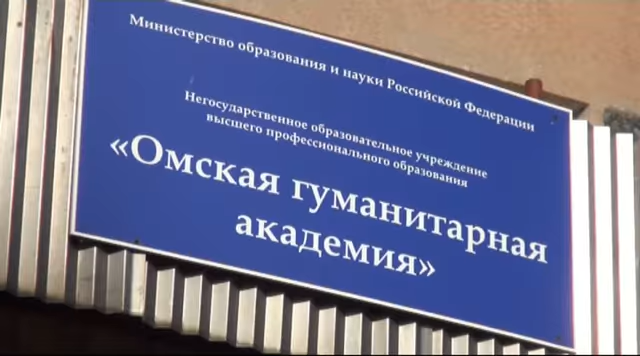 Министерство образования и науки Российской Федерации
Негосударственное образовательное учреждение
высшего профессионального образования
«Омская гуманитарная
академия»